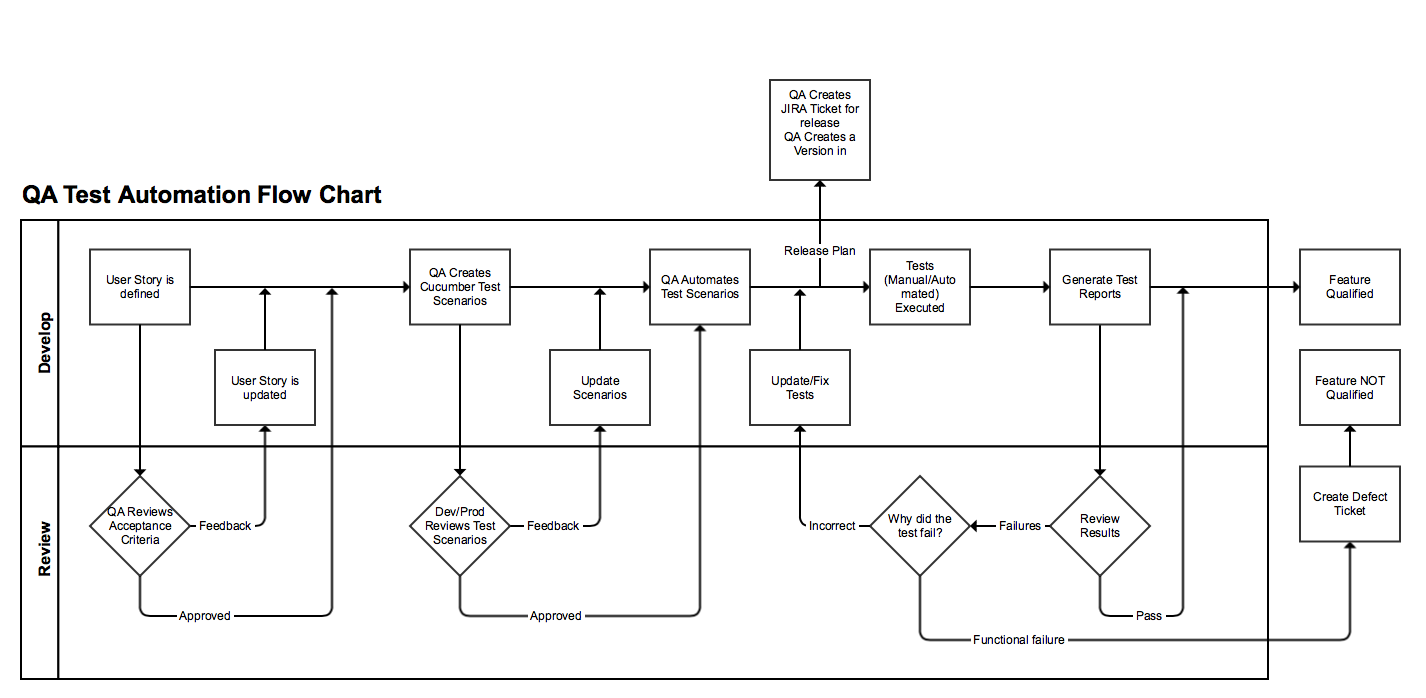 QA Creates
JIRA Ticket for
release
QA Creates a
Version in
QA Test Automation Flow Chart
Develop
User Story is
defined
QA Creates
Cucumber Test
Scenarios
QA Automates
Test Scenarios
Release Plan
Tests
(Manual/Auto
mated)
Executed
Generate Test
Reports
Feature
Qualified
User Story is
updated
Update
Scenarios
Update/Fix
Tests
Feature NOT
Qualified
Review
QA Reviews
Acceptance
Criteria
Feedback
Dev/Prod
Reviews Test
Scenarios
Feedback
Incorrect
Why did the
test fail?
Failures
Review
Results
Create Defect
Ticket
Approved
Approved
Pass
Functional failure